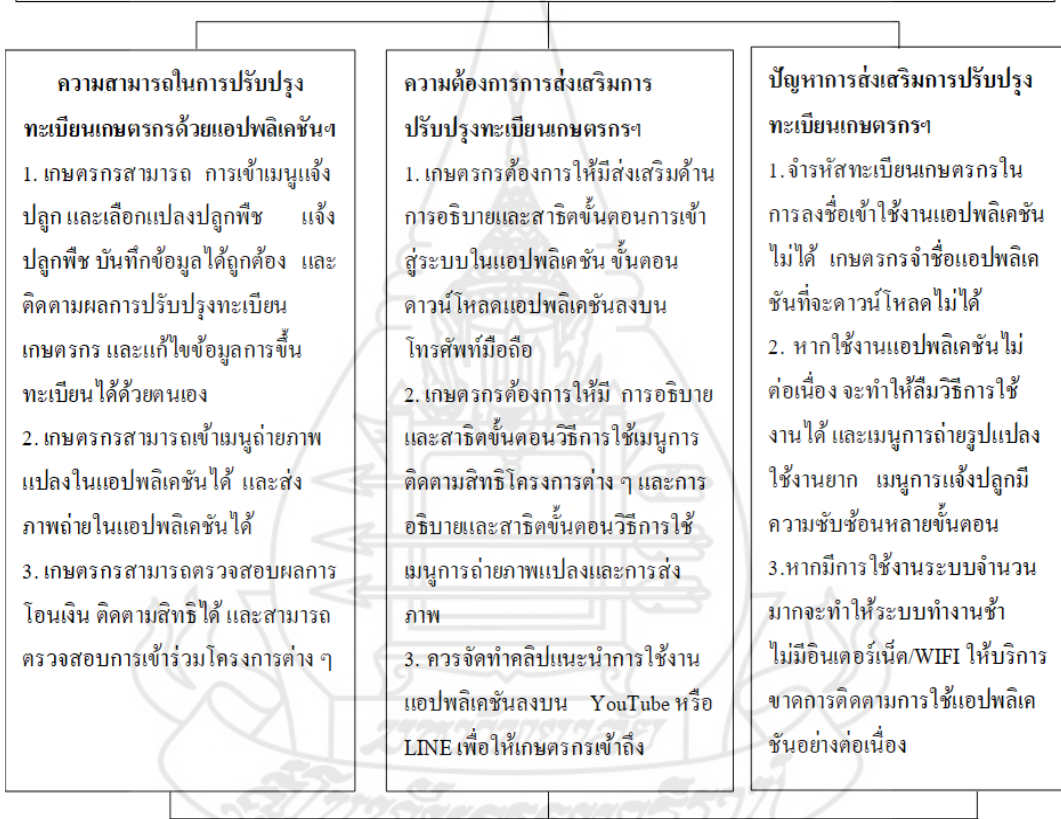 ความสามารถในการปรับปรุง
ทะเบียนเกษตรกรด้วยแอปพลิเคชันฯ
1. เกษตรกรสามารถ การเข้าเมนูแจ้ง
ปลูก และเลือกแปลงปลูกพืช แจ้ง
ปลูกพืช บันทึกข้อมูลได้ถูกต้อง และ
ติดตามผลการปรับปรุงทะเบียน
เกษตรกร และแก้ไขข้อมูลการขึ้น
ทะเบียนได้ด้วยตนเอง
2. เกษตรกรสามารถเข้าเมนูถ่ายภาพ
แปลงในแอปพลิเคชันได้ และส่ง
ภาพถ่ายในแอปพลิเคชันได้
3. เกษตรกรสามารถตรวจสอบผลการ
โอนเงิน ติดตามสิทธิได้ และสามารถ
ตรวจสอบการเข้าร่วมโครงการต่าง ๆ
ความต้องการการส่งเสริมการ
ปรับปรุงทะเบียนเกษตรกรฯ
1. เกษตรกรต้องการให้มีส่งเสริมด้าน
การอธิบายและสาธิตขั้นตอนการเข้า
สู่ระบบในแอปพลิเคชัน ขั้นตอน
ดาวน์โหลดแอปพลิเคชันลงบน
โทรศัพท์มือถือ
2. เกษตรกรต้องการให้มี การอธิบาย
และสาธิตขั้นตอนวิธีการใช้เมนูการ
ติดตามสิทธิโครงการต่าง ๆ และการ
อธิบายและสาธิตขั้นตอนวิธีการใช้
เมนูการถ่ายภาพแปลงและการส่ง
ภาพ
3. ควรจัดทำคลิปแนะนำการใช้งาน
แอปพลิเคชันลงบน YouTube หรือ
LINE เพื่อให้เกษตรกรเข้าถึง
ปัญหาการส่งเสริมการปรับปรุง
ทะเบียนเกษตรกรฯ
1.จำรหัสทะเบียนเกษตรกรใน
การลงชื่อเข้าใช้งานแอปพลิเคชัน
ไม่ได้ เกษตรกรจำชื่อแอปพลิเค
ชันที่จะดาวน์โหลดไม่ได้
2. หากใช้งานแอปพลิเคชันไม่
ต่อเนื่อง จะทำให้ลืมวิธีการใช้
งานได้ และเมนูการถ่ายรูปแปลง
ใช้งานยาก เมนูการแจ้งปลูกมี
ความซับซ้อนหลายขั้นตอน
3.หากมีการใช้งานระบบจำนวน
มากจะทำให้ระบบทำงานช้า
ไม่มีอินเตอร์เน็ต/WIFI ให้บริการ
ขาดการติดตามการใช้แอปพลิเค
ชันอย่างต่อเนื่อง